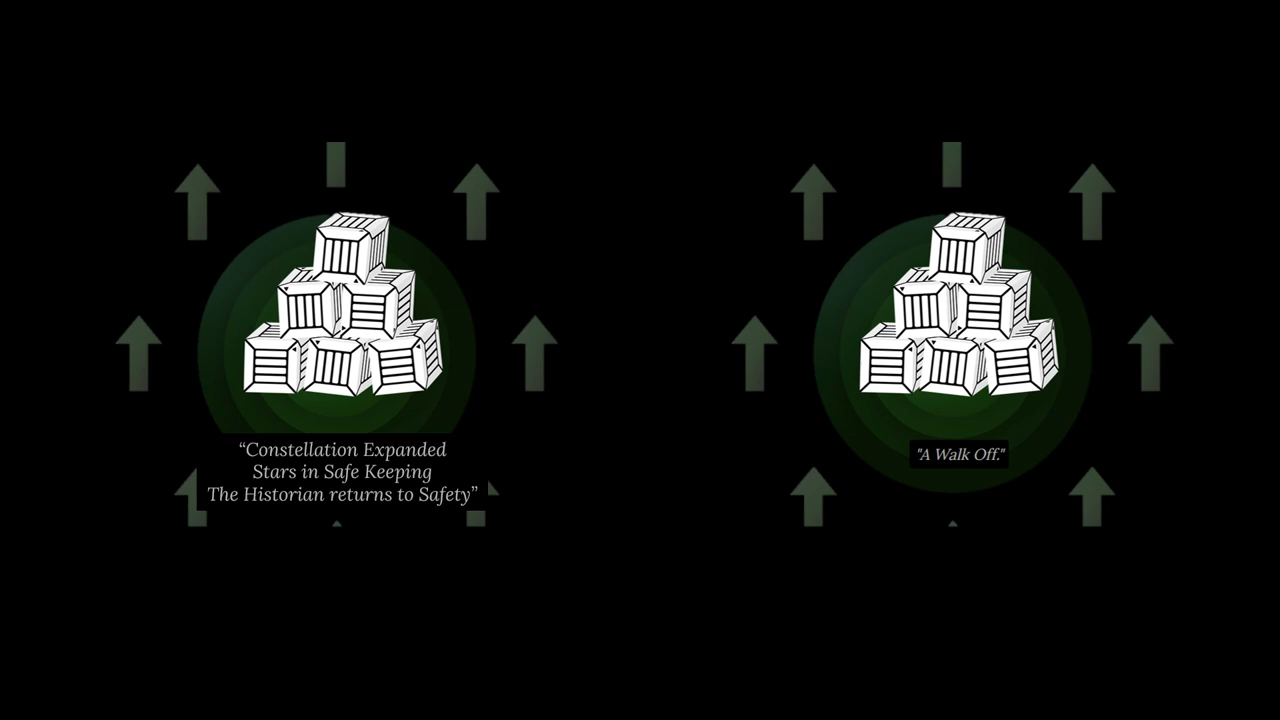 “Constellation Expanded
Stars in Safe Keeping
The Historian returns to Safety”
"A Walk Off."